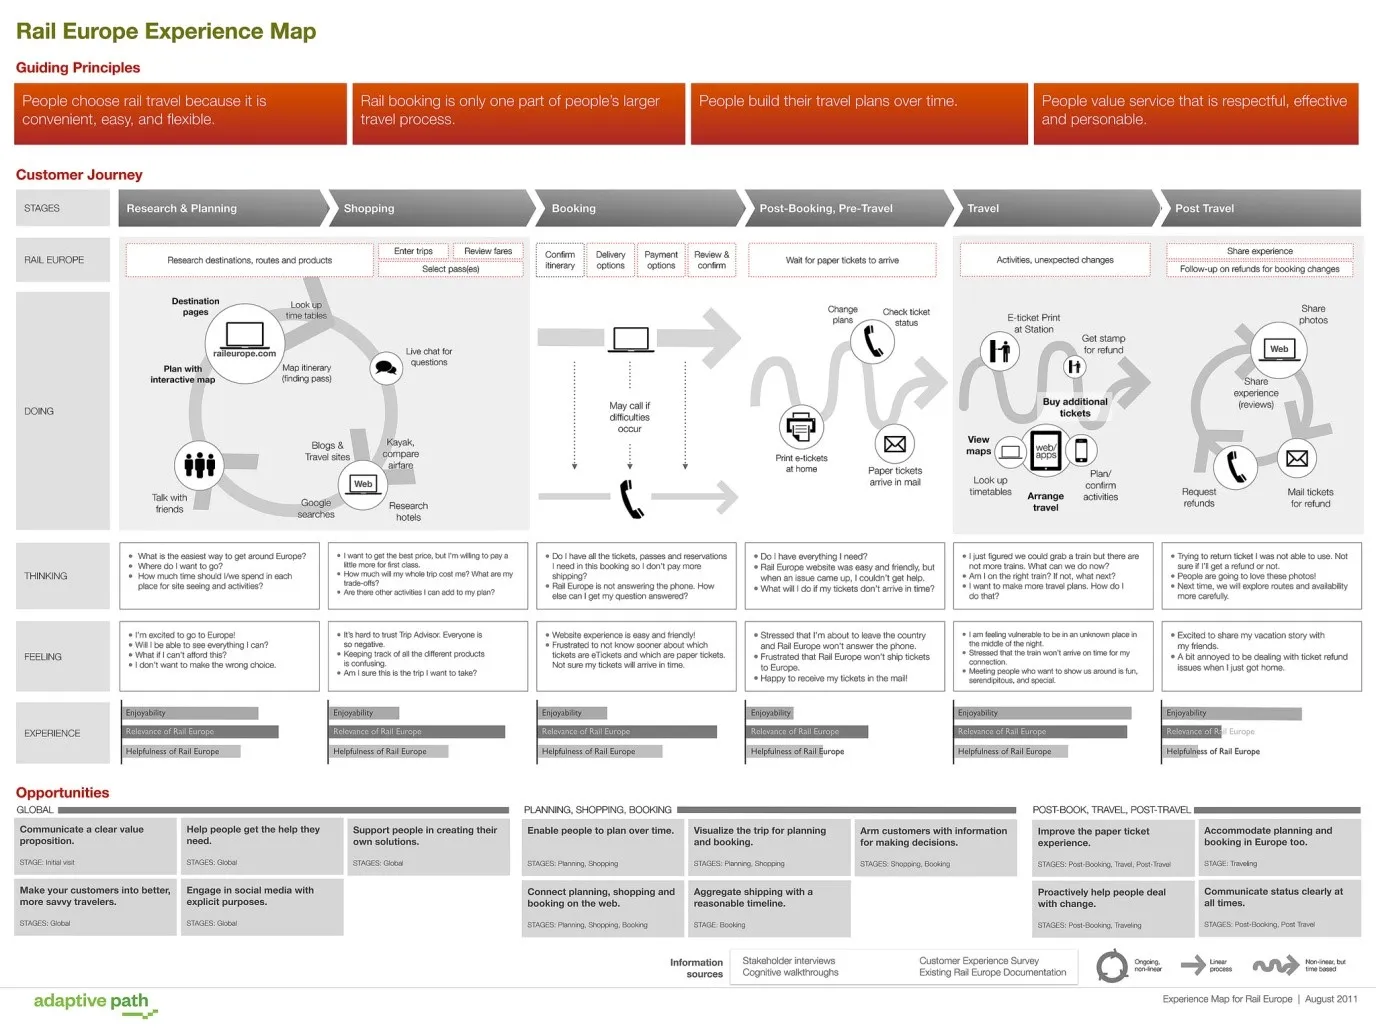 Rail Europe Experience Map
Guiding Principles
People choose rail travel because it is
convenient, easy, and flexible.
Rail booking is only one part of people's larger
travel process.
People build their travel plans over time.
People value service that is respectful, effective
and personable.
Customer Journey
STAGES
Research & Planning
Shopping
Booking
Post-Booking, Pre-Travel
Travel
Post Travel
RAIL EUROPE
Research destinations, routes and products
Enter trips
Review fares
Select pass(es)
Confirm
itinerary
Delivery
options
Payment
options
Review &
confirm
Wait for paper tickets to arrive
Activities, unexpected changes
Share experience
Follow-up on refunds for booking changes
DOING
Destination
pages
Look up
time tables
raileurope.com
Plan with
interactive map
Map itinerary
(finding pass)
Live chat for
questions
Blogs &
Travel sites
Kayak,
compare
airfare
Web
Talk with
friends
Google
searches
Research
hotels
May call if
difficulties
occur
Change
plans
Check ticket
status
Print e-tickets
at home
Paper tickets
arrive in mail
E-ticket Print
at Station
Get stamp
for refund
Buy additional
tickets
View
maps
web/
apps
Look up
timetables
Plan/
confirm
activities
Arrange
travel
Share
photos
Web
Share
experience
(reviews)
Request
refunds
Mail tickets
for refund
THINKING
• What is the easiest way to get around Europe?
• Where do I want to go?
• How much time should I/we spend in each
place for site seeing and activities?
• I want to get the best price, but I'm willing to pay a
little more for first class.
• How much will my whole trip cost me? What are my
trade-offs?
• Are there other activities I can add to my plan?
• Do I have all the tickets, passes and reservations
I need in this booking so I don't pay more
shipping?
• Rail Europe is not answering the phone. How
else can I get my question answered?
• Do I have everything I need?
• Rail Europe website was easy and friendly, but
when an issue came up, I couldn't get help.
• What will I do if my tickets don't arrive in time?
• I just figured we could grab a train but there are
not more trains. What can we do now?
• Am I on the right train? If not, what next?
• I want to make more travel plans. How do I
do that?
• Trying to return ticket I was not able to use. Not
sure if I'll get a refund or not.
• People are going to love these photos!
• Next time, we will explore routes and availability
more carefully.
FEELING
• I'm excited to go to Europe!
• Will I be able to see everything I can?
• What if I can't afford this?
• I don't want to make the wrong choice.
• It's hard to trust Trip Advisor. Everyone is
so negative.
• Keeping track of all the different products
is confusing.
• Am I sure this is the trip I want to take?
• Website experience is easy and friendly!
• Frustrated to not know sooner about which
tickets are eTickets and which are paper tickets.
Not sure my tickets will arrive in time.
• Stressed that I'm about to leave the country
and Rail Europe won't answer the phone.
• Frustrated that Rail Europe won't ship tickets
to Europe.
• Happy to receive my tickets in the mail!
• I am feeling vulnerable to be in an unknown place in
the middle of the night.
• Stressed that the train won't arrive on time for my
connection.
• Meeting people who want to show us around is fun,
serendipitous, and special.
• Excited to share my vacation story with
my friends.
• A bit annoyed to be dealing with ticket refund
issues when I just got home.
EXPERIENCE
Enjoyability
Relevance of Rail Europe
Helpfulness of Rail Europe
Enjoyability
Relevance of Rail Europe
Helpfulness of Rail Europe
Enjoyability
Relevance of Rail Europe
Helpfulness of Rail Europe
Enjoyability
Relevance of Rail Europe
Helpfulness of Rail Europe
Enjoyability
Relevance of Rail Europe
Helpfulness of Rail Europe
Enjoyability
Relevance of Rail Europe
Helpfulness of Rail Europe
Opportunities
GLOBAL
Communicate a clear value
proposition.
STAGE: Initial visit
Help people get the help they
need.
STAGES: Global
Support people in creating their
own solutions.
STAGES: Global
Make your customers into better,
more savvy travelers.
STAGES: Global
Engage in social media with
explicit purposes.
STAGES: Global
PLANNING, SHOPPING, BOOKING
Enable people to plan over time.
STAGES: Planning, Shopping
Visualize the trip for planning
and booking.
STAGES: Planning, Shopping
Arm customers with information
for making decisions.
STAGES: Shopping, Booking
Connect planning, shopping and
booking on the web.
STAGES: Planning, Shopping, Booking
Aggregate shipping with a
reasonable timeline.
STAGE: Booking
POST-BOOK, TRAVEL, POST-TRAVEL
Improve the paper ticket
experience.
STAGES: Post-Booking, Travel, Post-Travel
Accommodate planning and
booking in Europe too.
STAGE: Traveling
Proactively help people deal
with change.
STAGES: Post-Booking, Traveling
Communicate status clearly at
all times.
STAGES: Post-Booking, Post Travel
Information
sources
Stakeholder interviews
Cognitive walkthroughs
Customer Experience Survey
Existing Rail Europe Documentation
Ongoing,
non-linear
Linear
process
Non-linear, but
time based
adaptive path
Experience Map for Rail Europe | August 2011